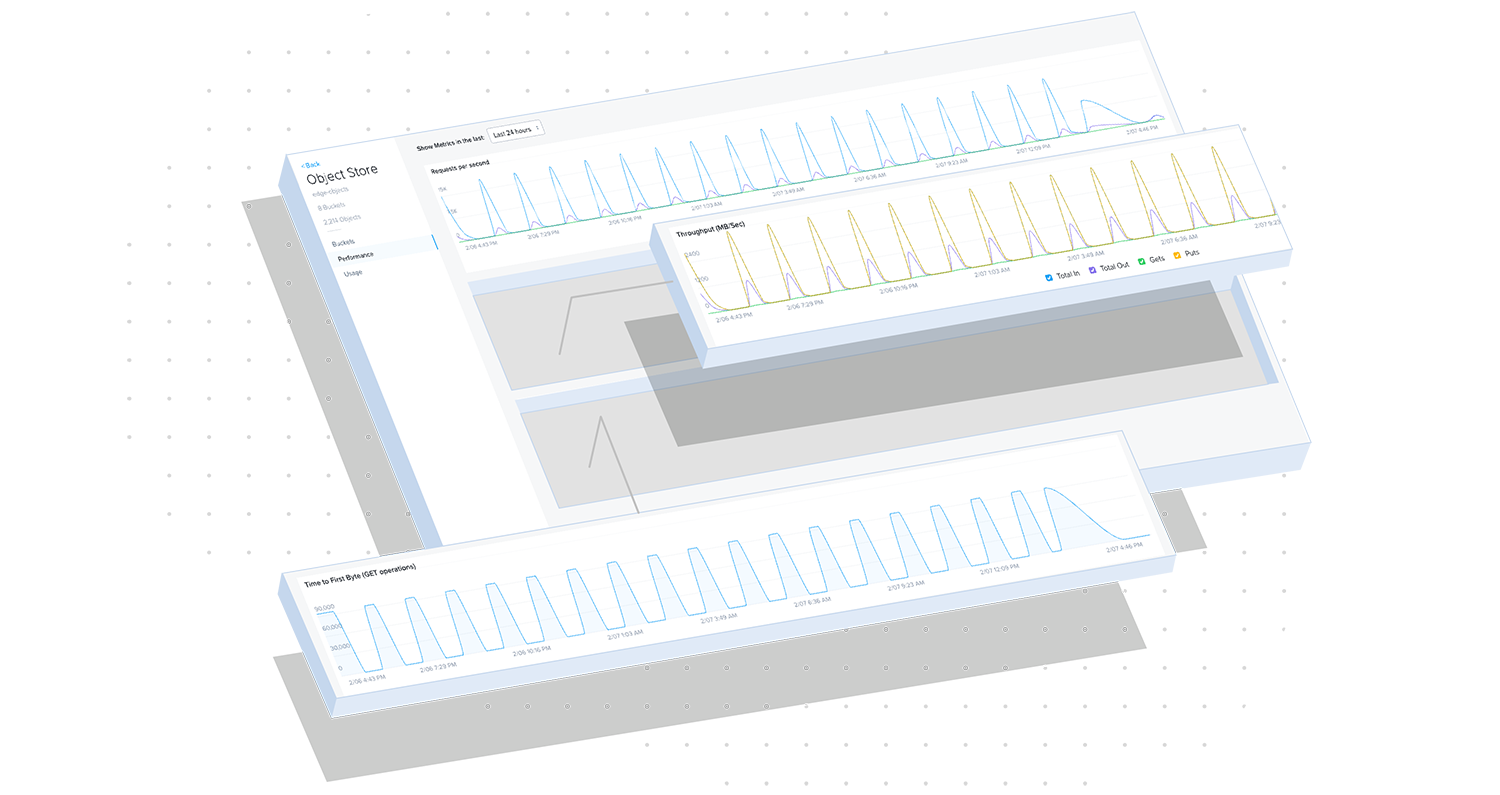 < Back
Object Store
edge-objects
8 Buckets
2,214 Objects
Buckets
Performance
Usage
Show Metrics in the last:
Last 24 hours
Requests per second
15k
2/06 4:43 PM
2/06 7:29 PM
2/06 10:16 PM
2/07 1:03 AM
2/07 3:49 AM
2/07 6:36 AM
2/07 9:23 AM
2/07 12:09 PM
2/07 4:46 PM
Throughput (MB/Sec)
2400
1200
0
2/06 4:43 PM
2/06 7:29 PM
2/06 10:16 PM
2/07 1:03 AM
2/07 3:49 AM
2/07 6:36 AM
2/07 9:23
Total In
Total Out
Gets
Puts
Time to First Byte (GET operations)
90,000
60,000
30,000
0
2/06 4:43 PM
2/06 7:29 PM
2/06 10:16 PM
2/07 1:03 AM
2/07 3:49 AM
2/07 6:36 AM
2/07 9:23 AM
2/07 12:09 PM
2/07 4:46 PM